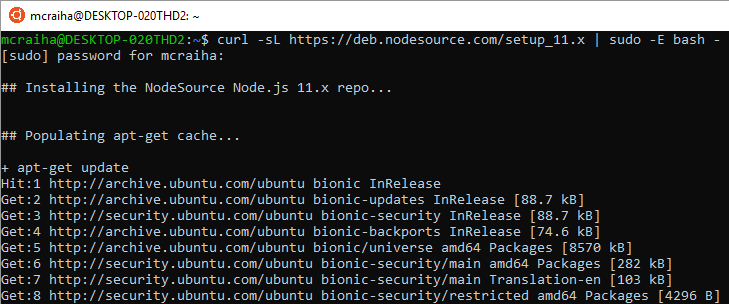 mcraiha@DESKTOP-020THD2: ~
mcraiha@DESKTOP-020THD2:~$ curl -sL https://deb.nodesource.com/setup_11.x | sudo -E bash -
[sudo] password for mcraiha:
## Installing the NodeSource Node.js 11.x repo...
## Populating apt-get cache...
+ apt-get update
Hit:1 http://archive.ubuntu.com/ubuntu bionic InRelease
Get:2 http://archive.ubuntu.com/ubuntu bionic-updates InRelease [88.7 kB]
Get:3 http://security.ubuntu.com/ubuntu bionic-security InRelease [88.7 kB]
Get:4 http://archive.ubuntu.com/ubuntu bionic-backports InRelease [74.6 kB]
Get:5 http://archive.ubuntu.com/ubuntu bionic/universe amd64 Packages [8570 kB]
Get:6 http://security.ubuntu.com/ubuntu bionic-security/main amd64 Packages [282 kB]
Get:7 http://security.ubuntu.com/ubuntu bionic-security/main Translation-en [103 kB]
Get:8 http://security.ubuntu.com/ubuntu bionic-security/restricted amd64 Packages [4296 B]